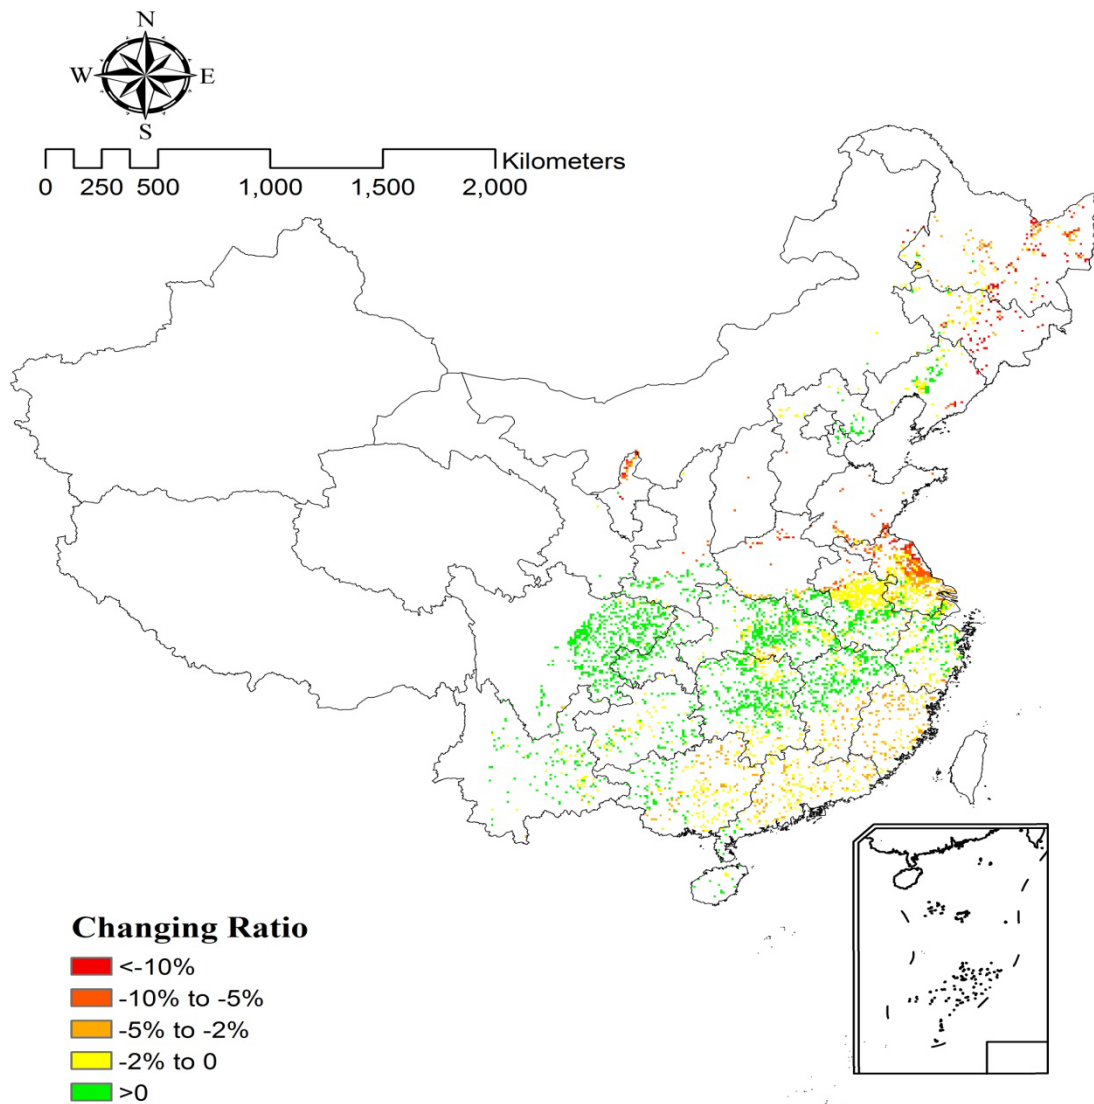 N
W E
S
Kilometers
0 250 500 1,000 1,500 2,000
Changing Ratio
<-10%
-10% to -5%
-5% to -2%
-2% to 0
>0